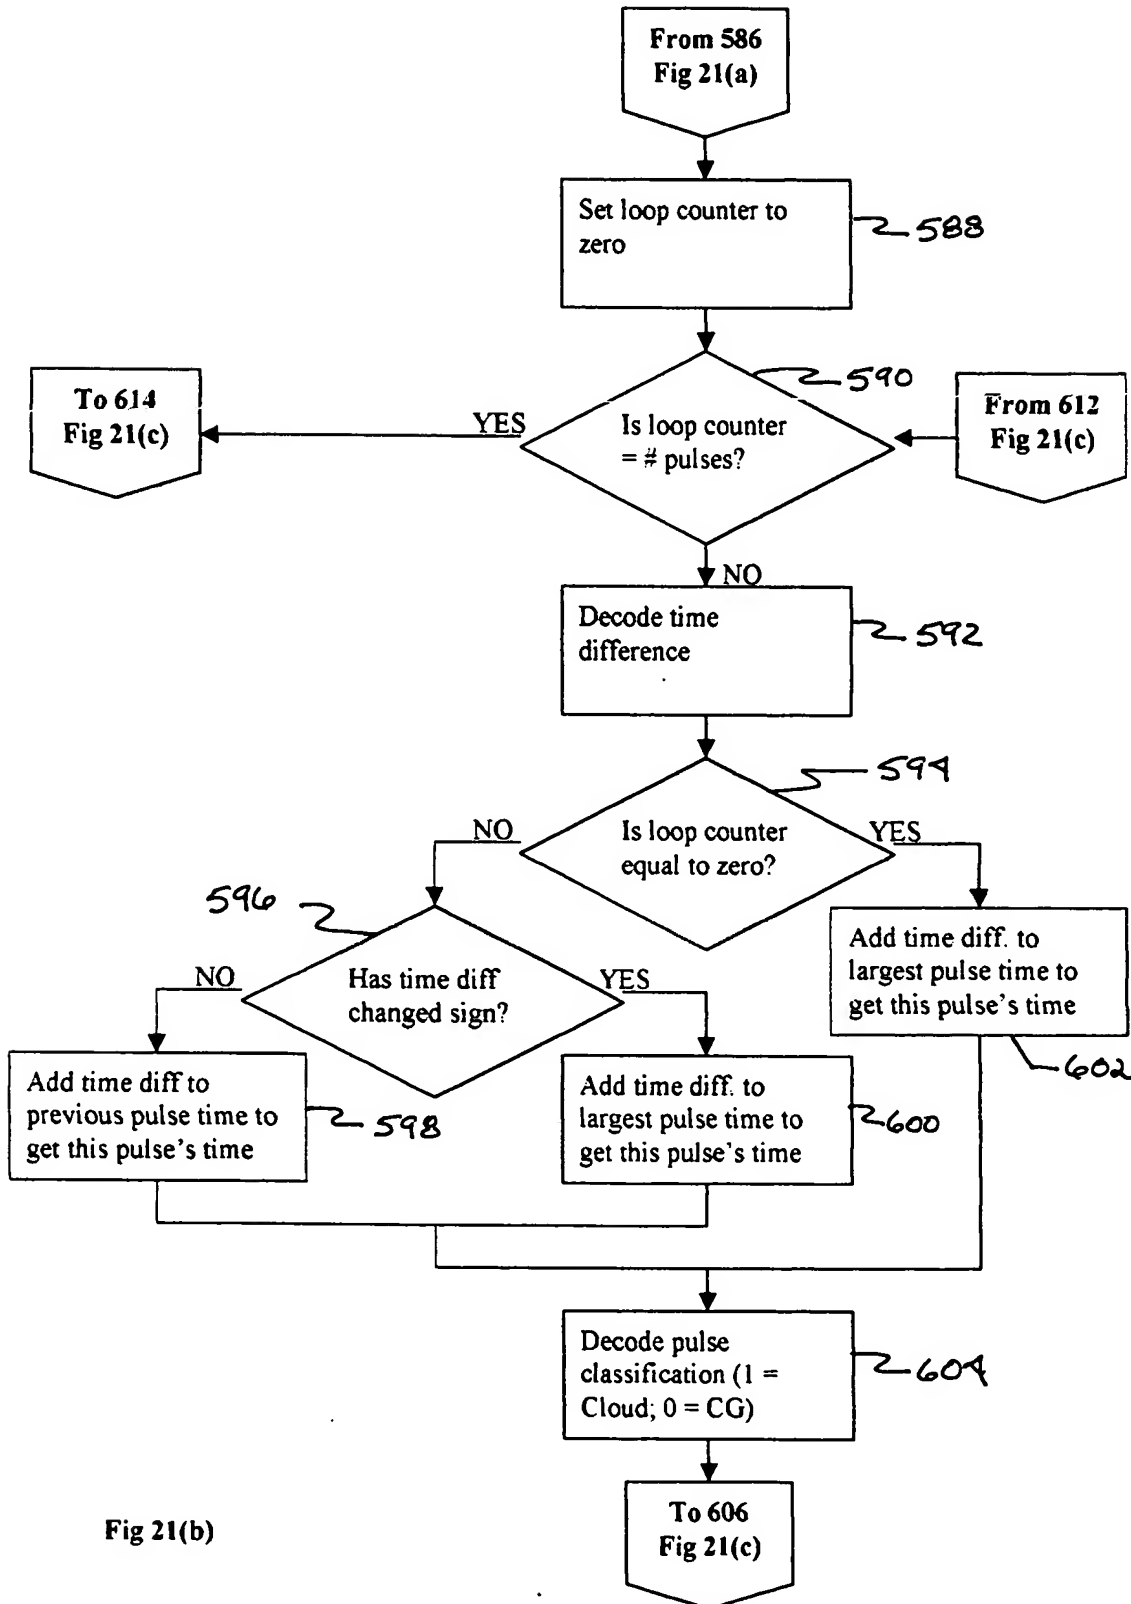 From 586
Fig 21(a)
Set loop counter to
zero
588
590
To 614
Fig 21(c)
YES
Is loop counter
= # pulses?
From 612
Fig 21(c)
NO
Decode time
difference
592
594
NO
Is loop counter
equal to zero?
YES
596
NO
Has time diff
changed sign?
YES
Add time diff. to
largest pulse time to
get this pulse's time
602
Add time diff to
previous pulse time to
get this pulse's time
598
Add time diff. to
largest pulse time to
get this pulse's time
600
Decode pulse
classification (1 =
Cloud; 0 = CG)
604
Fig 21(b)
To 606
Fig 21(c)